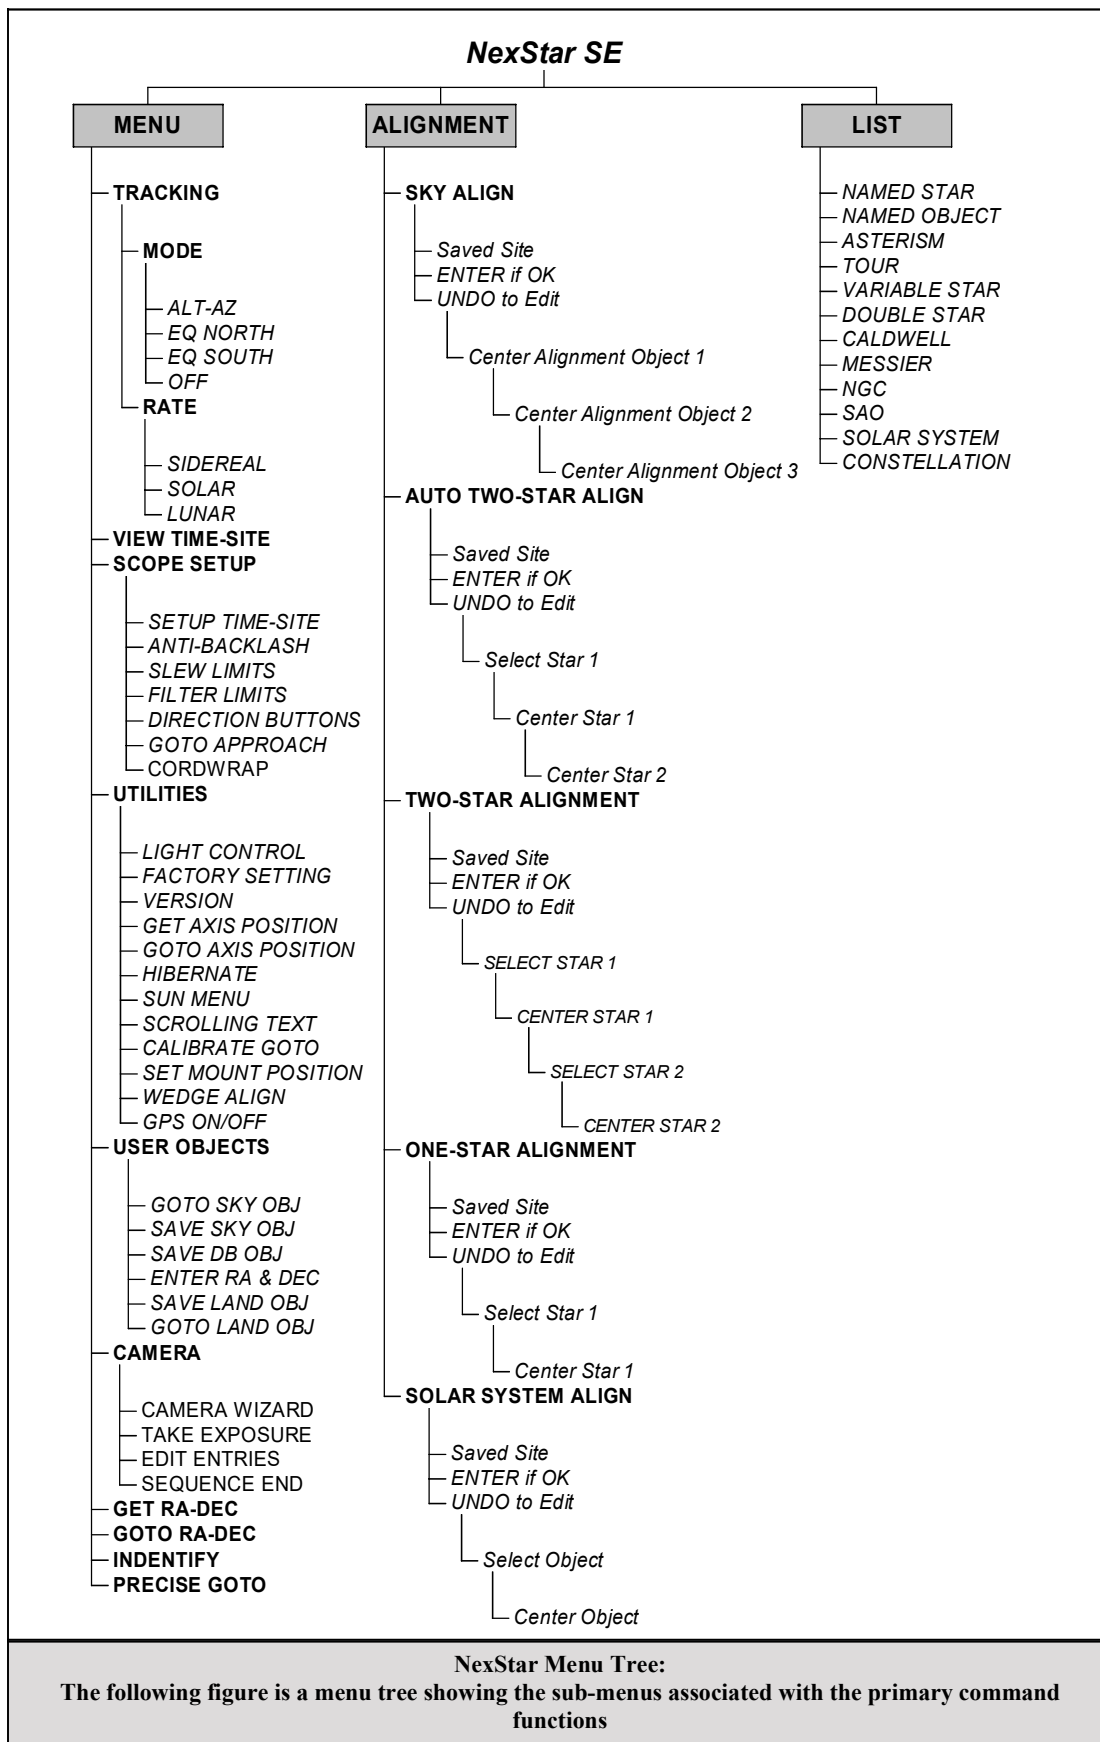 NexStar SE
MENU
TRACKING
MODE
ALT-AZ
EQ NORTH
EQ SOUTH
OFF
RATE
SIDEREAL
SOLAR
LUNAR
VIEW TIME-SITE
SCOPE SETUP
SETUP TIME-SITE
ANTI-BACKLASH
SLEW LIMITS
FILTER LIMITS
DIRECTION BUTTONS
GOTO APPROACH
CORDWRAP
UTILITIES
LIGHT CONTROL
FACTORY SETTING
VERSION
GET AXIS POSITION
GOTO AXIS POSITION
HIBERNATE
SUN MENU
SCROLLING TEXT
CALIBRATE GOTO
SET MOUNT POSITION
WEDGE ALIGN
GPS ON/OFF
USER OBJECTS
GOTO SKY OBJ
SAVE SKY OBJ
SAVE DB OBJ
ENTER RA & DEC
SAVE LAND OBJ
GOTO LAND OBJ
CAMERA
CAMERA WIZARD
TAKE EXPOSURE
EDIT ENTRIES
SEQUENCE END
GET RA-DEC
GOTO RA-DEC
INDENTIFY
PRECISE GOTO
ALIGNMENT
SKY ALIGN
Saved Site
ENTER if OK
UNDO to Edit
Center Alignment Object 1
Center Alignment Object 2
Center Alignment Object 3
AUTO TWO-STAR ALIGN
Saved Site
ENTER if OK
UNDO to Edit
Select Star 1
Center Star 1
Center Star 2
TWO-STAR ALIGNMENT
Saved Site
ENTER if OK
UNDO to Edit
SELECT STAR 1
CENTER STAR 1
SELECT STAR 2
CENTER STAR 2
ONE-STAR ALIGNMENT
Saved Site
ENTER if OK
UNDO to Edit
Select Star 1
Center Star 1
SOLAR SYSTEM ALIGN
Saved Site
ENTER if OK
UNDO to Edit
Select Object
Center Object
LIST
NAMED STAR
NAMED OBJECT
ASTERISM
TOUR
VARIABLE STAR
DOUBLE STAR
CALDWELL
MESSIER
NGC
SAO
SOLAR SYSTEM
CONSTELLATION
NexStar Menu Tree:
The following figure is a menu tree showing the sub-menus associated with the primary command
functions